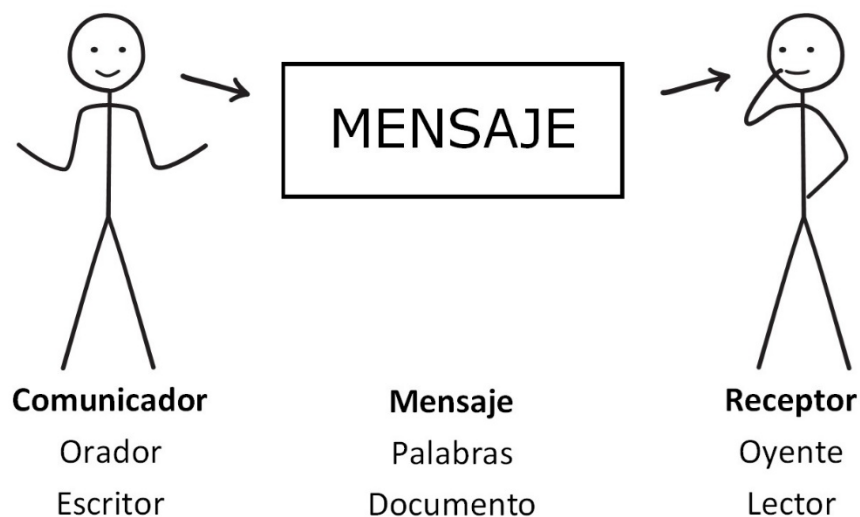 MENSAJE
Comunicador Mensaje Receptor
Orador Palabras Oyente
Escritor Documento Lector